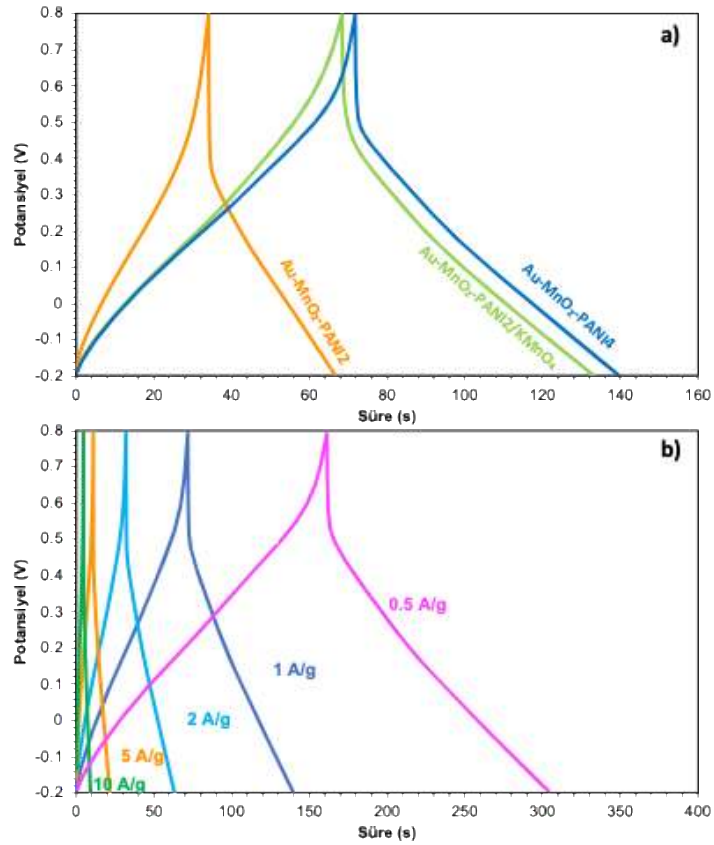 a)
Potansiyel (V)
0.8
0.7
0.6
0.5
0.4
0.3
0.2
0.1
0
-0.1
-0.2
Au-MnO₂-PANI2
Au-MnO₂-PANI2/KMnO₄
Au-MnO₂-PANI4
0 20 40 60 80 100 120 140 160
Süre (s)
b)
Potansiyel (V)
0.8
0.7
0.6
0.5
0.4
0.3
0.2
0.1
0
-0.1
-0.2
0.5 A/g
1 A/g
2 A/g
5 A/g
10 A/g
0 50 100 150 200 250 300 350 400
Süre (s)